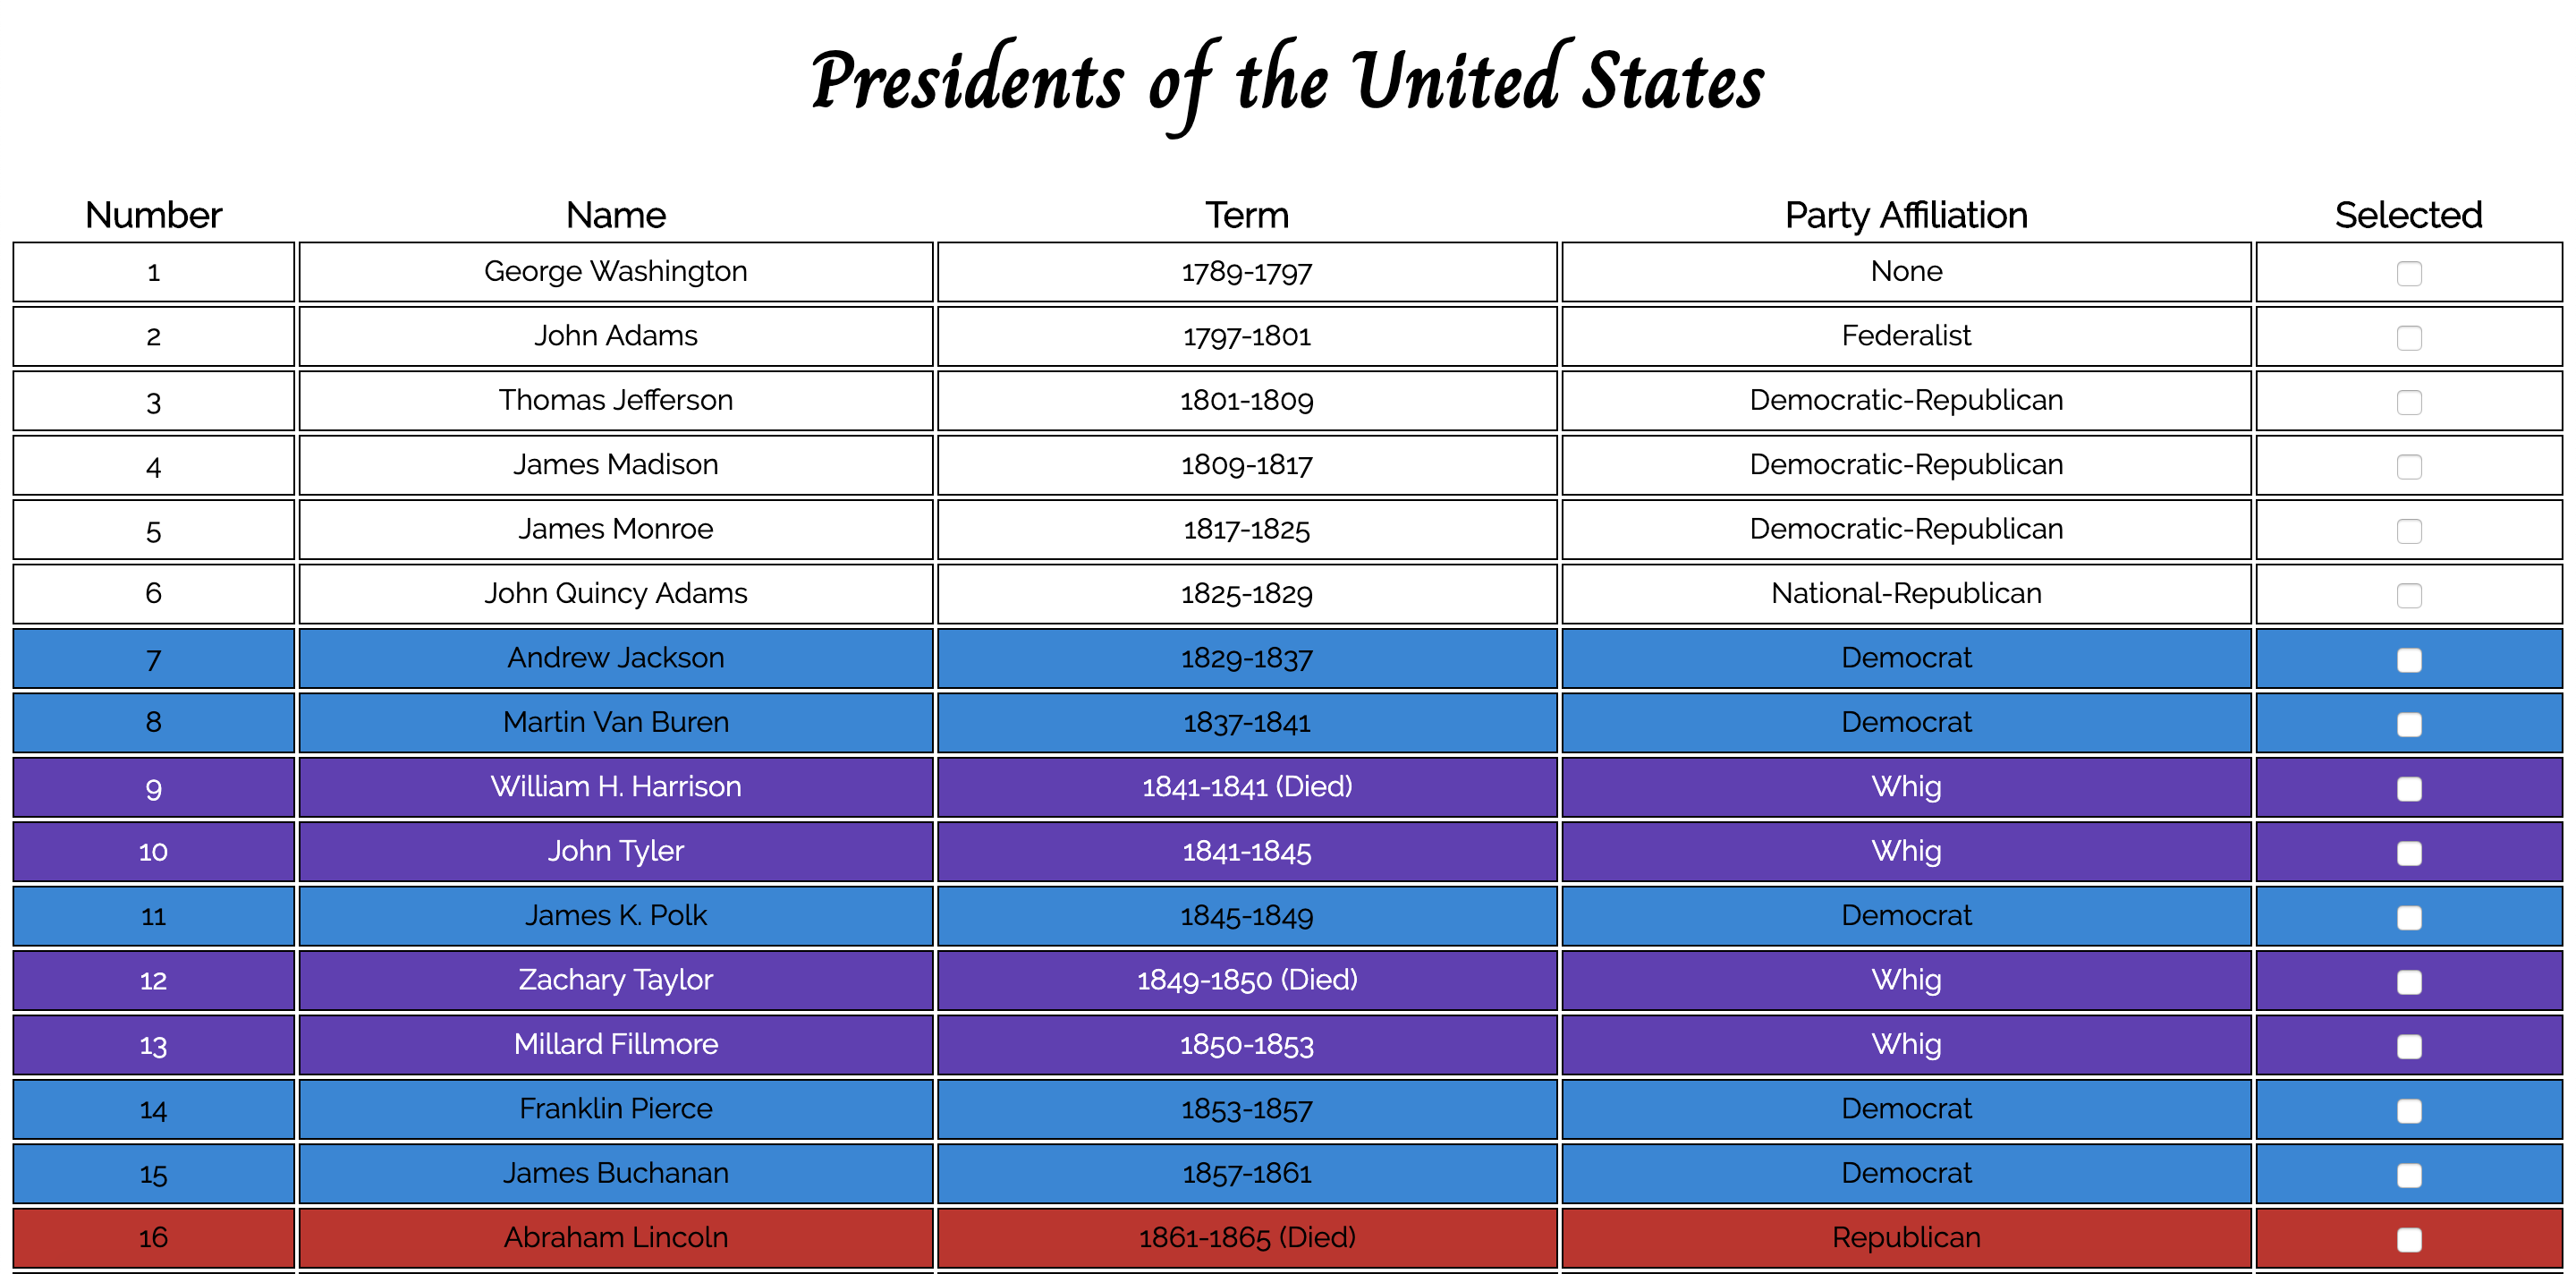 Presidents of the United States
Number Name Term Party Affiliation Selected
1 George Washington 1789-1797 None
2 John Adams 1797-1801 Federalist
3 Thomas Jefferson 1801-1809 Democratic-Republican
4 James Madison 1809-1817 Democratic-Republican
5 James Monroe 1817-1825 Democratic-Republican
6 John Quincy Adams 1825-1829 National-Republican
7 Andrew Jackson 1829-1837 Democrat
8 Martin Van Buren 1837-1841 Democrat
9 William H. Harrison 1841-1841 (Died) Whig
10 John Tyler 1841-1845 Whig
11 James K. Polk 1845-1849 Democrat
12 Zachary Taylor 1849-1850 (Died) Whig
13 Millard Fillmore 1850-1853 Whig
14 Franklin Pierce 1853-1857 Democrat
15 James Buchanan 1857-1861 Democrat
16 Abraham Lincoln 1861-1865 (Died) Republican